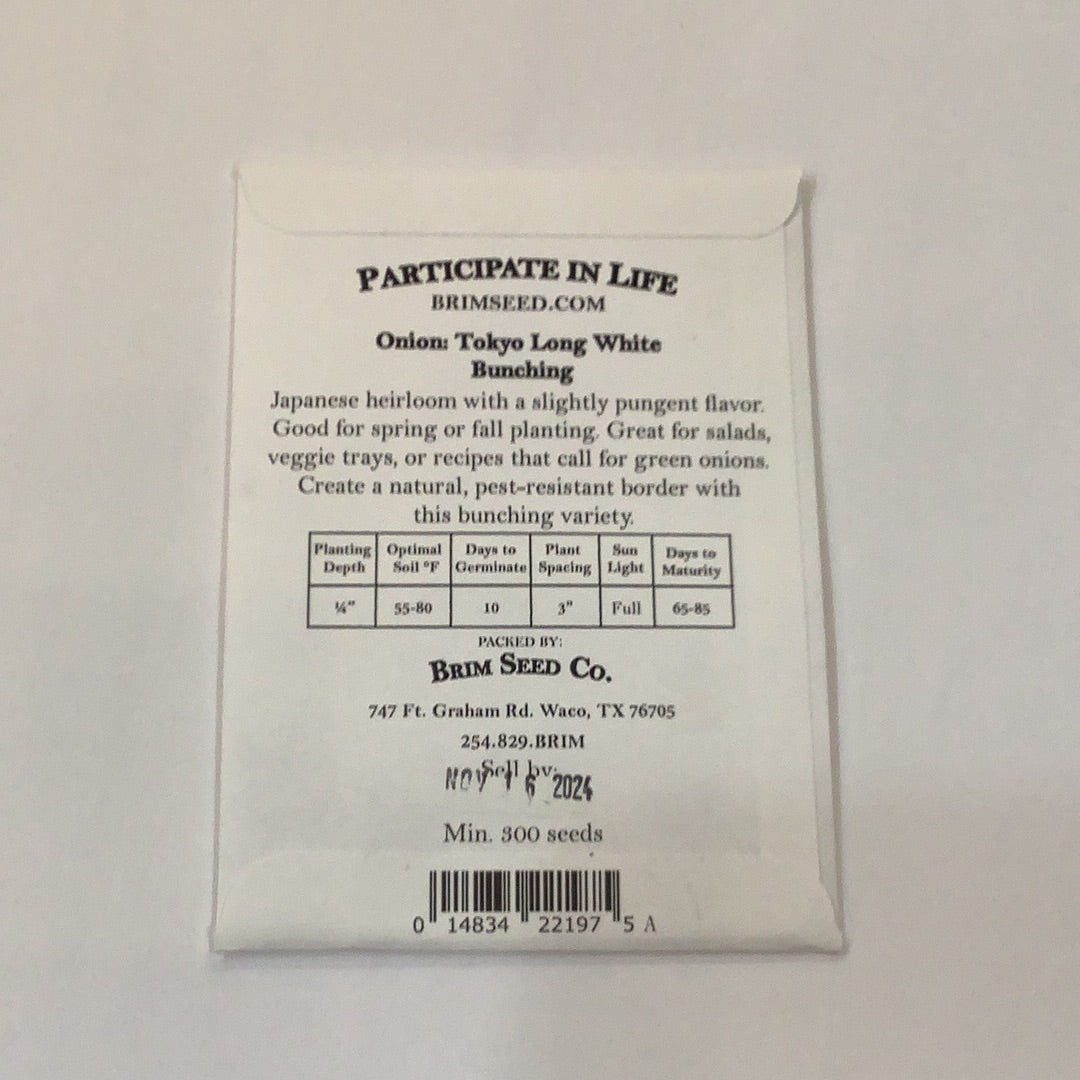 PARTICIPATE IN LIFE
BRIMSEED.COM
Onion: Tokyo Long White
Bunching
Japanese heirloom with a slightly pungent flavor.
Good for spring or fall planting. Great for salads,
veggie trays, or recipes that call for green onions.
Create a natural, pest-resistant border with
this bunching variety.
Planting Depth Optimal Soil °F Days to Germinate Plant Spacing Sun Light Days to Maturity
¼" 55-80 10 3" Full 65-85
PACKED BY:
BRIM SEED CO.
747 Ft. Graham Rd. Waco, TX 76705
254.829.BRIM
Sell by:
NOV 16 2024
Min. 300 seeds
0 14834 22197 5 A